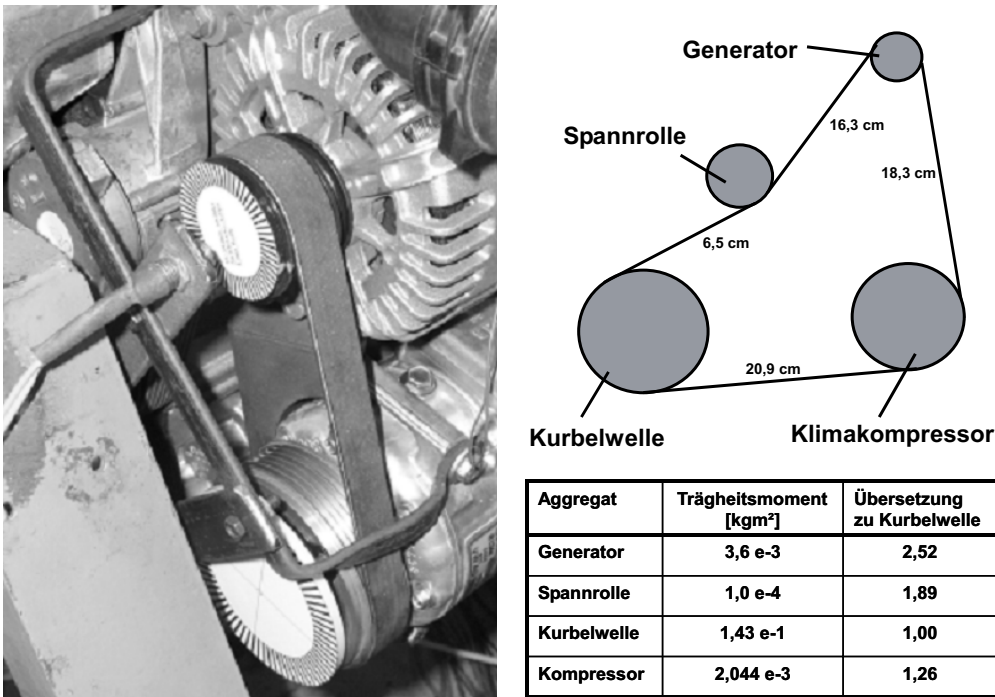 Generator
16,3 cm
Spannrolle
18,3 cm
6,5 cm
20,9 cm
Kurbelwelle
Klimakompressor
Aggregat Trägheitsmoment [kgm²] Übersetzung zu Kurbelwelle
Generator 3,6 e-3 2,52
Spannrolle 1,0 e-4 1,89
Kurbelwelle 1,43 e-1 1,00
Kompressor 2,044 e-3 1,26